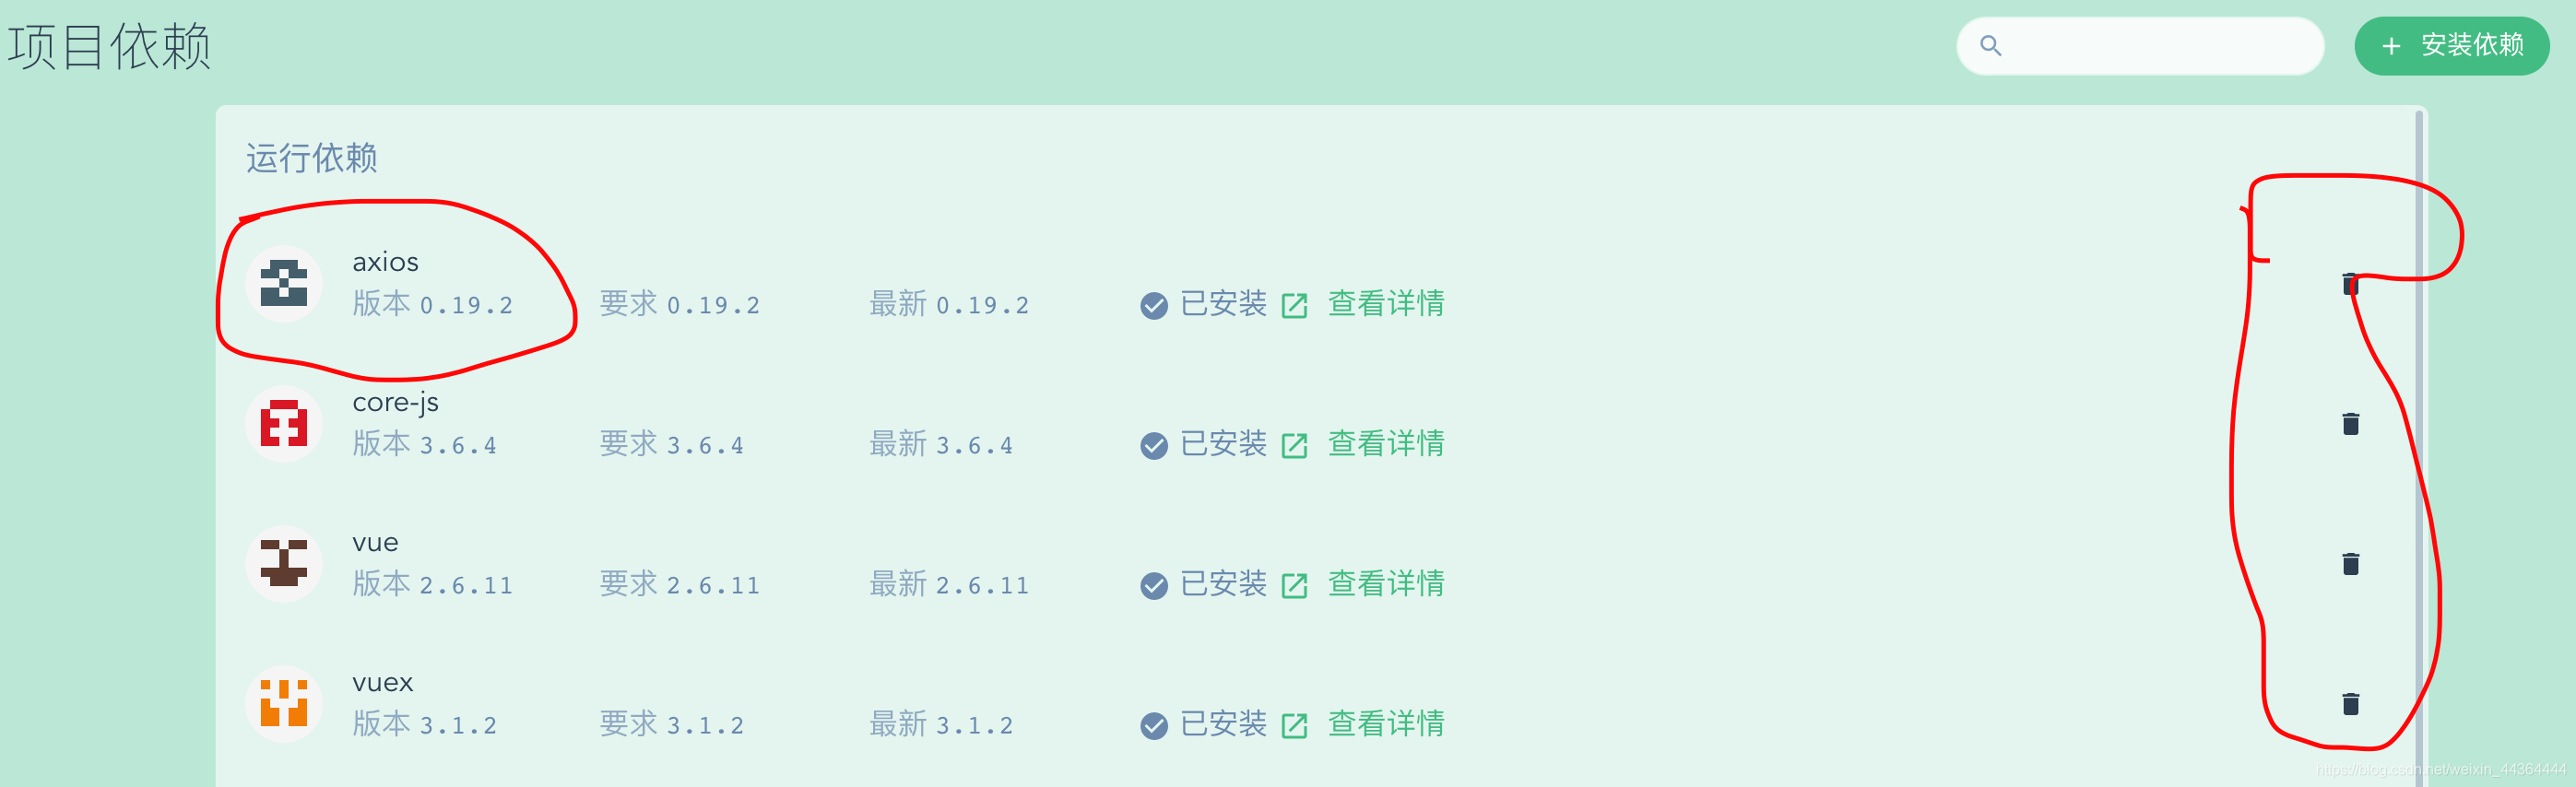 项目依赖
安装依赖
运行依赖
axios
版本 0.19.2 要求 0.19.2 最新 0.19.2 已安装 查看详情
core-js
版本 3.6.4 要求 3.6.4 最新 3.6.4 已安装 查看详情
vue
版本 2.6.11 要求 2.6.11 最新 2.6.11 已安装 查看详情
vuex
版本 3.1.2 要求 3.1.2 最新 3.1.2 已安装 查看详情
https://blog.csdn.net/weixin_44364444